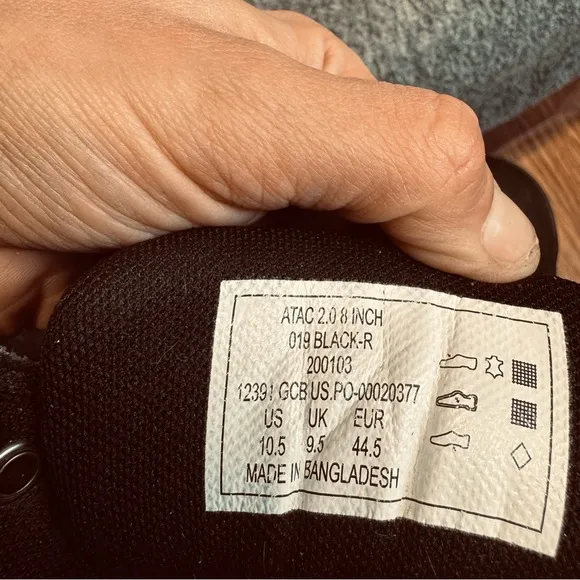 ATAC 2.0 8 INCH
019 BLACK-R
200103
12391 GCB US.PO-00020377
US UK EUR
10.5 9.5 44.5
MADE IN BANGLADESH